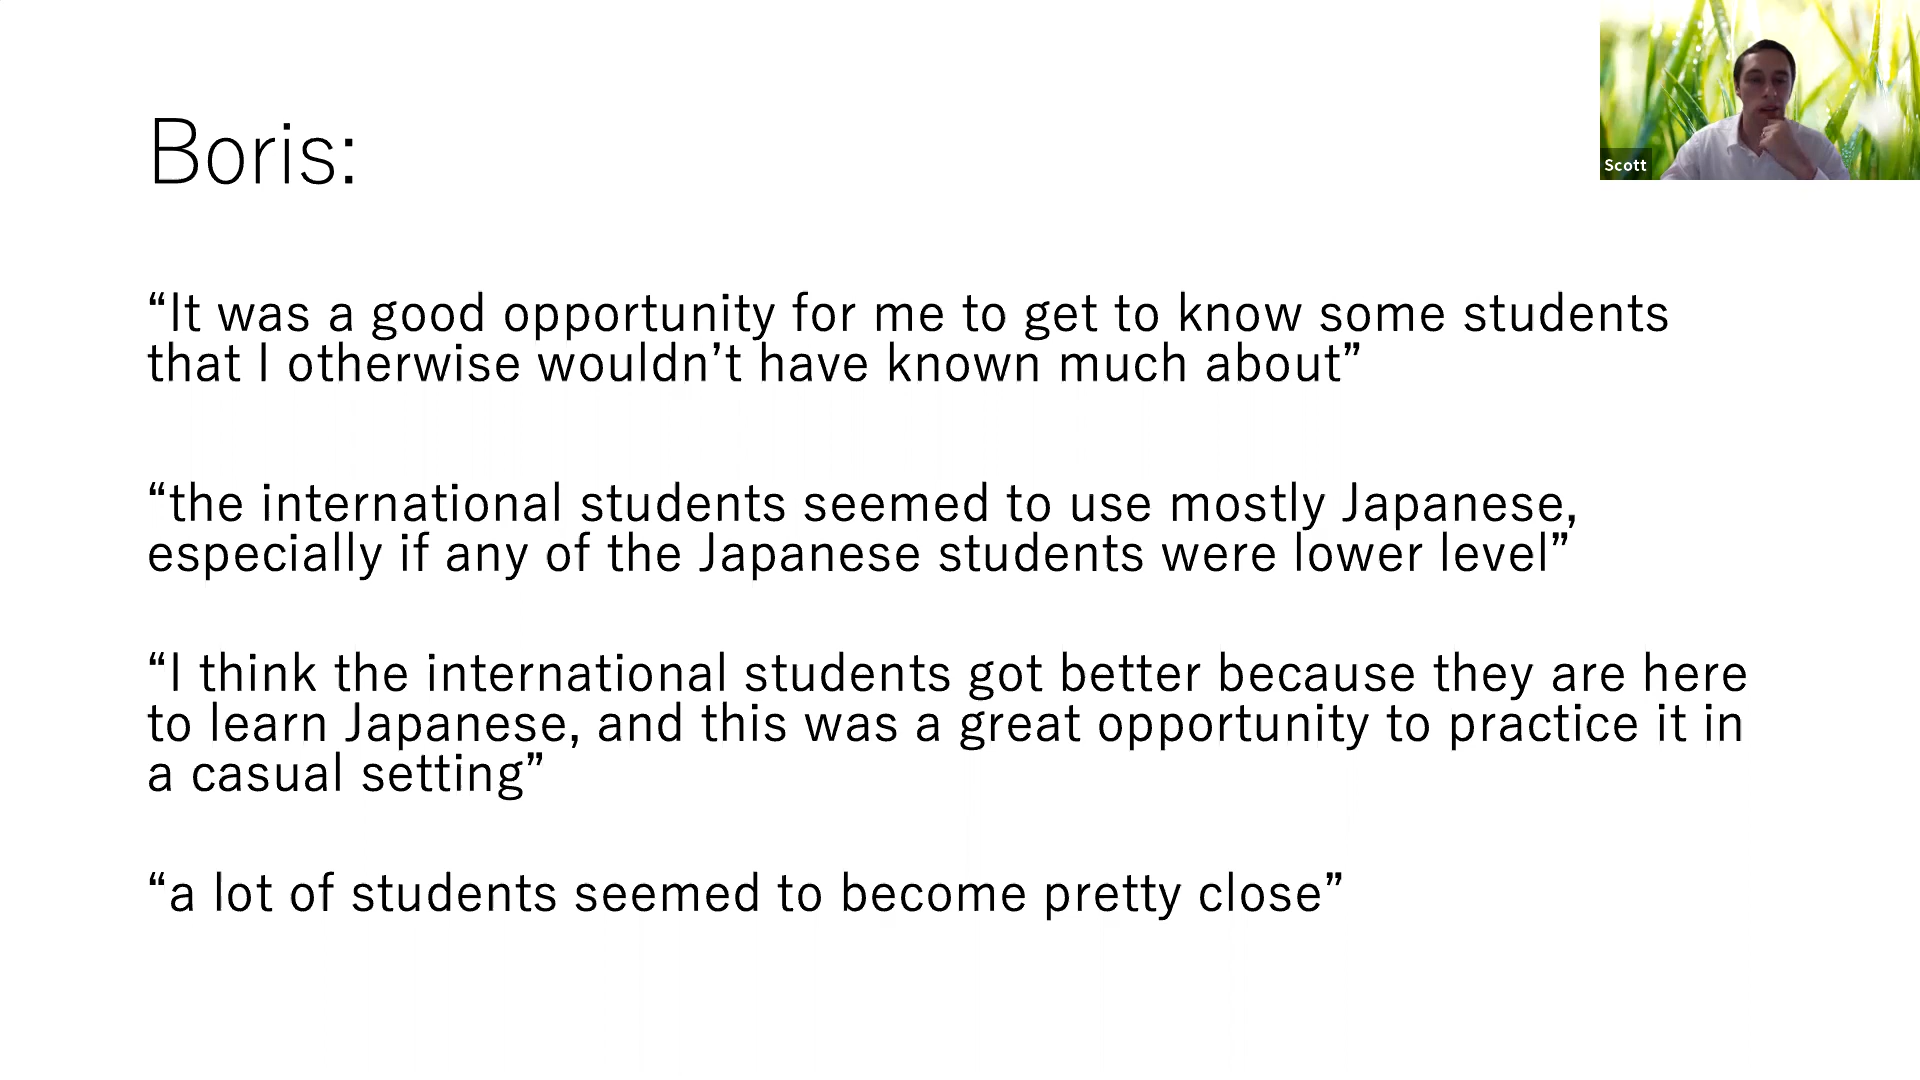 Boris:
Scott
“It was a good opportunity for me to get to know some students
that I otherwise wouldn’t have known much about”
“the international students seemed to use mostly Japanese,
especially if any of the Japanese students were lower level”
“I think the international students got better because they are here
to learn Japanese, and this was a great opportunity to practice it in
a casual setting”
“a lot of students seemed to become pretty close”